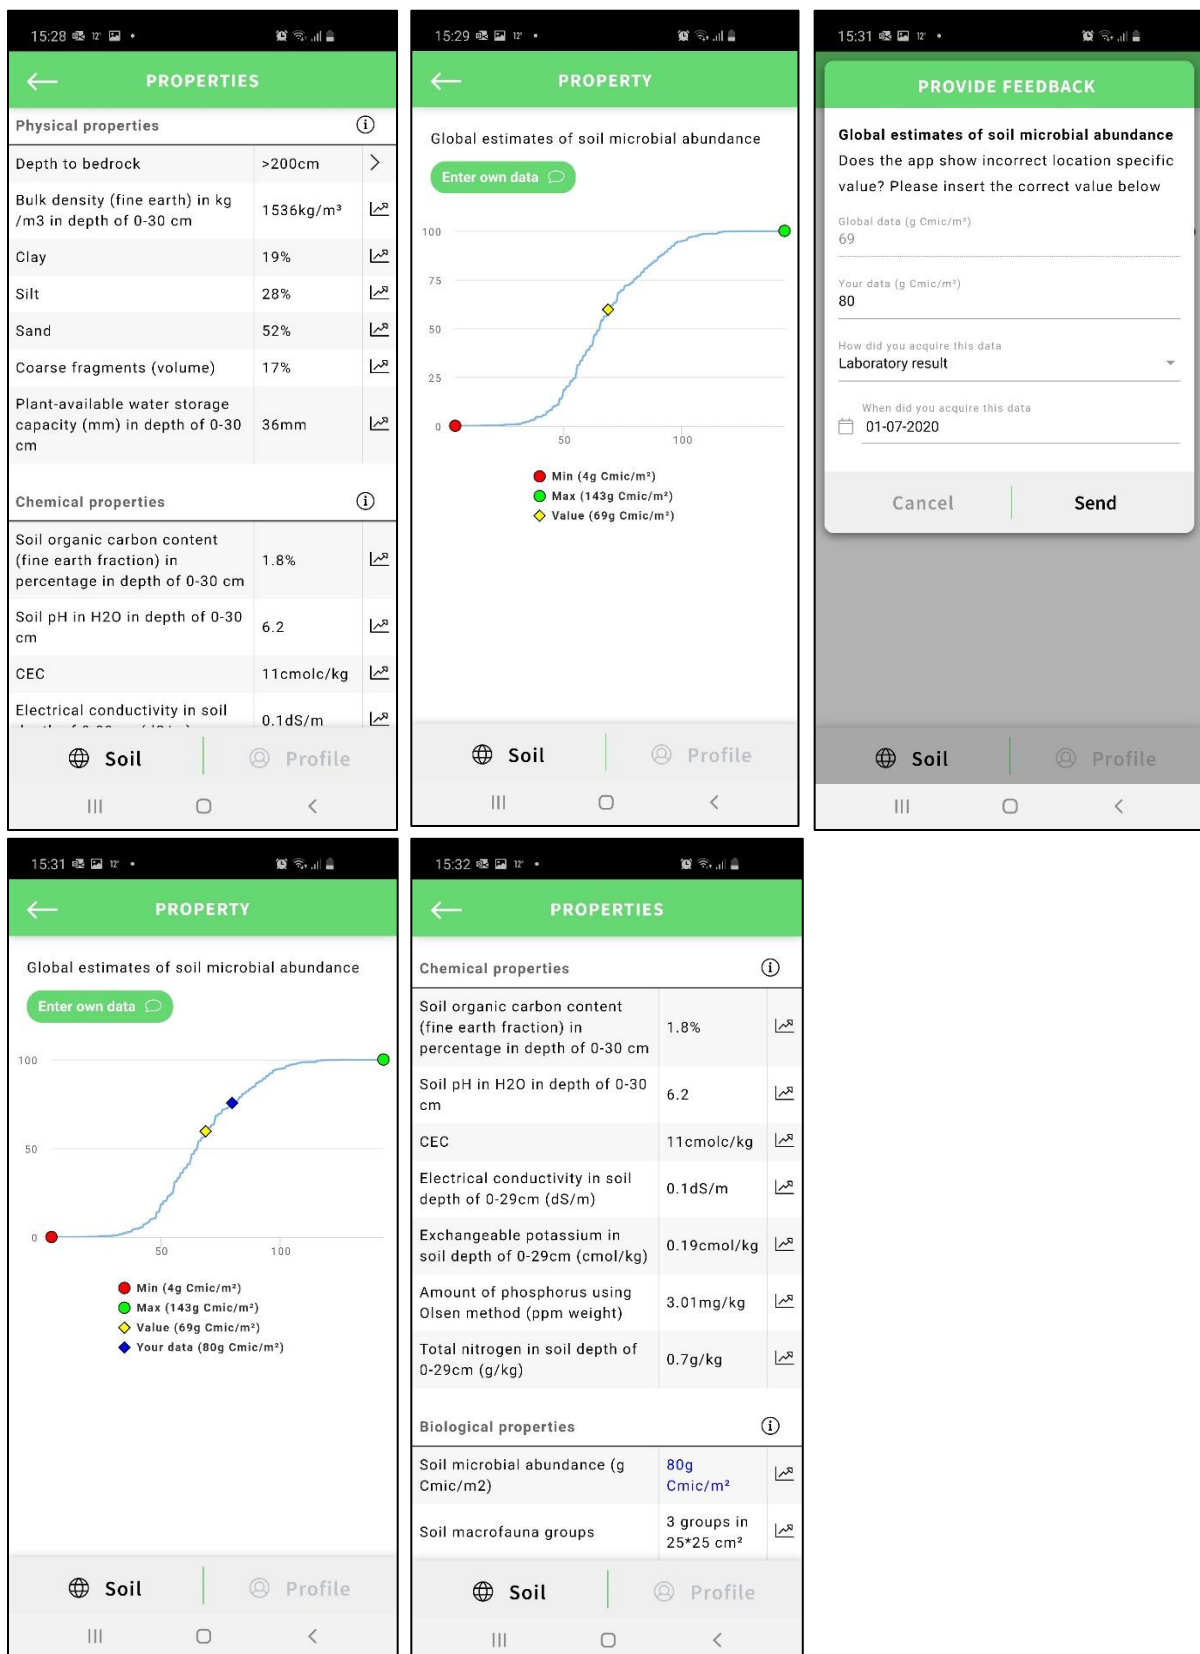 15:28 12° •
PROPERTIES
Physical properties
Depth to bedrock >200cm
Bulk density (fine earth) in kg
/m3 in depth of 0-30 cm
1536kg/m³
Clay 19%
Silt 28%
Sand 52%
Coarse fragments (volume) 17%
Plant-available water storage
capacity (mm) in depth of 0-30
cm
36mm
Chemical properties
Soil organic carbon content
(fine earth fraction) in
percentage in depth of 0-30 cm
1.8%
Soil pH in H2O in depth of 0-30
cm
6.2
CEC 11cmolc/kg
Electrical conductivity in soil
0.1dS/m
Soil Profile
15:29 12° •
PROPERTY
Global estimates of soil microbial abundance
Enter own data
100
75
50
25
0
50 100
Min (4g Cmic/m²)
Max (143g Cmic/m²)
Value (69g Cmic/m²)
Soil Profile
15:31 12° •
PROVIDE FEEDBACK
Global estimates of soil microbial abundance
Does the app show incorrect location specific
value? Please insert the correct value below
Global data (g Cmic/m²)
69
Your data (g Cmic/m²)
80
How did you acquire this data
Laboratory result
When did you acquire this data
01-07-2020
Cancel Send
Soil Profile
15:31 12° •
PROPERTY
Global estimates of soil microbial abundance
Enter own data
100
50
0
50 100
Min (4g Cmic/m²)
Max (143g Cmic/m²)
Value (69g Cmic/m²)
Your data (80g Cmic/m²)
Soil Profile
15:32 12° •
PROPERTIES
Chemical properties
Soil organic carbon content
(fine earth fraction) in
percentage in depth of 0-30 cm
1.8%
Soil pH in H2O in depth of 0-30
cm
6.2
CEC 11cmolc/kg
Electrical conductivity in soil
depth of 0-29cm (dS/m)
0.1dS/m
Exchangeable potassium in
soil depth of 0-29cm (cmol/kg)
0.19cmol/kg
Amount of phosphorus using
Olsen method (ppm weight)
3.01mg/kg
Total nitrogen in soil depth of
0-29cm (g/kg)
0.7g/kg
Biological properties
Soil microbial abundance (g
Cmic/m2)
80g
Cmic/m²
Soil macrofauna groups
3 groups in
25*25 cm²
Soil Profile